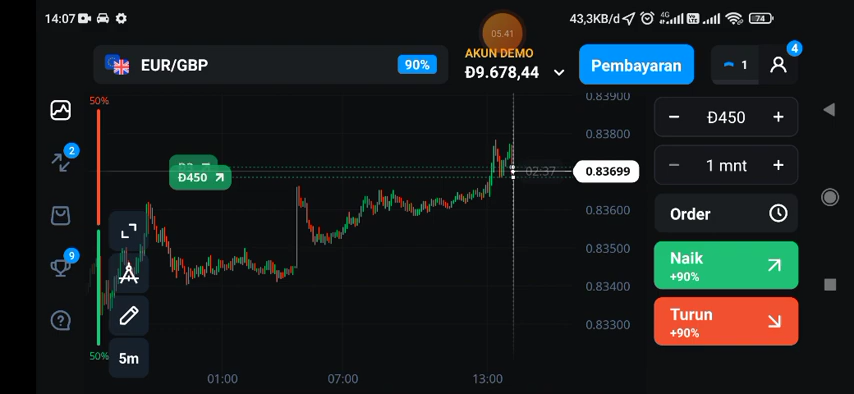 14:07
05.41
43,3KB/d
4G
74
EUR/GBP
90%
AKUN DEMO
Đ9.678,44
Pembayaran
1
4
50%
2
9
50%
Đ450
02:37
5m
0.83900
0.83800
0.83699
0.83600
0.83500
0.83400
0.83300
01:00
07:00
13:00
− Đ450 +
− 1 mnt +
Order
Naik
+90%
Turun
+90%